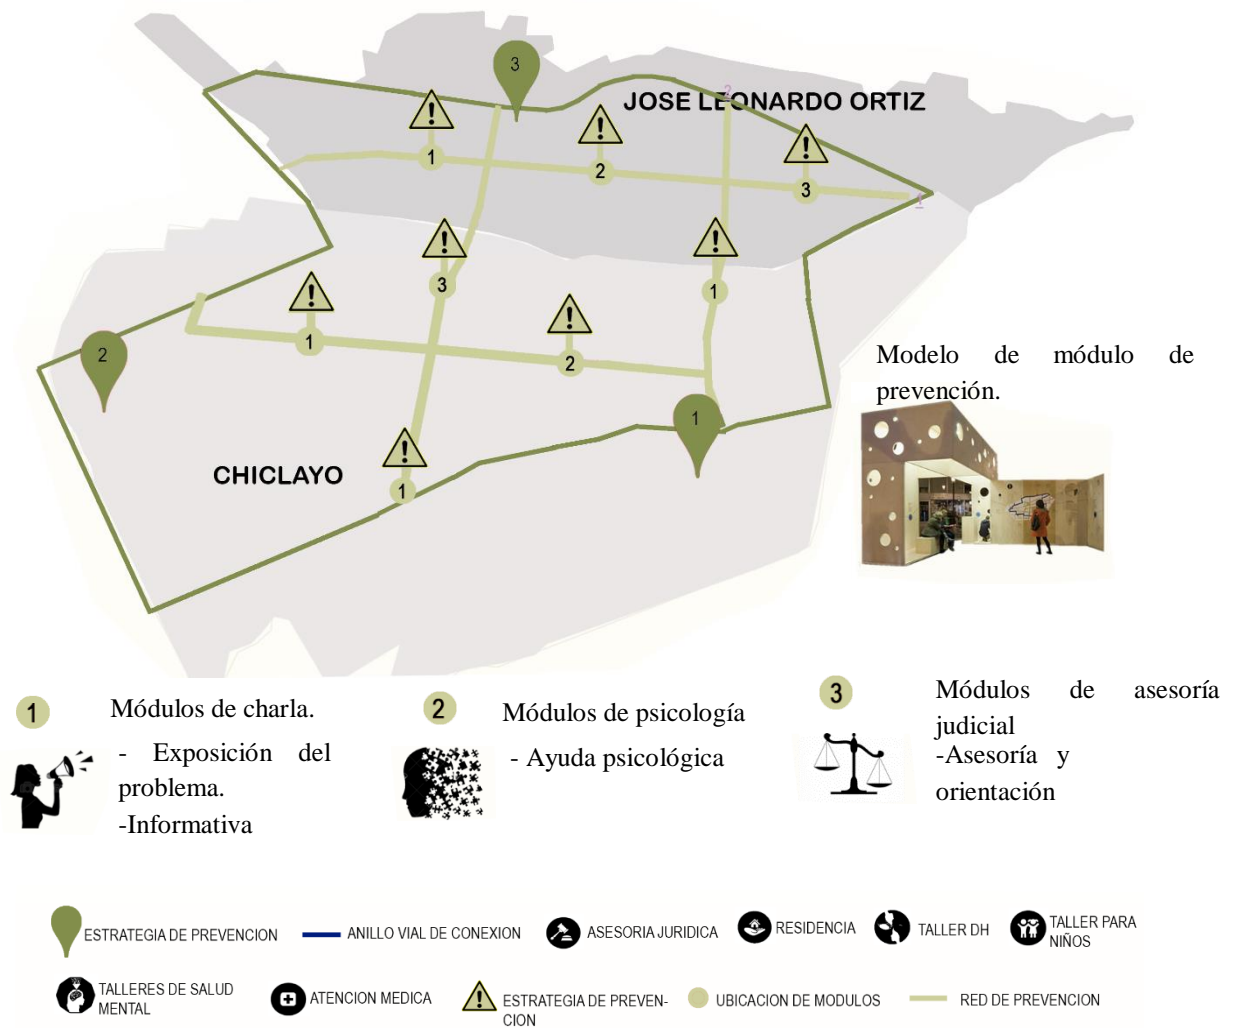 3
JOSE LEONARDO ORTIZ
2
!
!
!
1
2
3
1
!
!
3
!
1
!
1
2
2
1
!
CHICLAYO
1
Modelo de módulo de
prevención.
1
Módulos de charla.
- Exposición del
problema.
-Informativa
2
Módulos de psicología
- Ayuda psicológica
3
Módulos de asesoría
judicial
-Asesoría y
orientación
ESTRATEGIA DE PREVENCION
ANILLO VIAL DE CONEXION
ASESORIA JURIDICA
RESIDENCIA
TALLER DH
TALLER PARA
NIÑOS
TALLERES DE SALUD
MENTAL
ATENCION MEDICA
ESTRATEGIA DE PREVEN-
CION
UBICACION DE MODULOS
RED DE PREVENCION